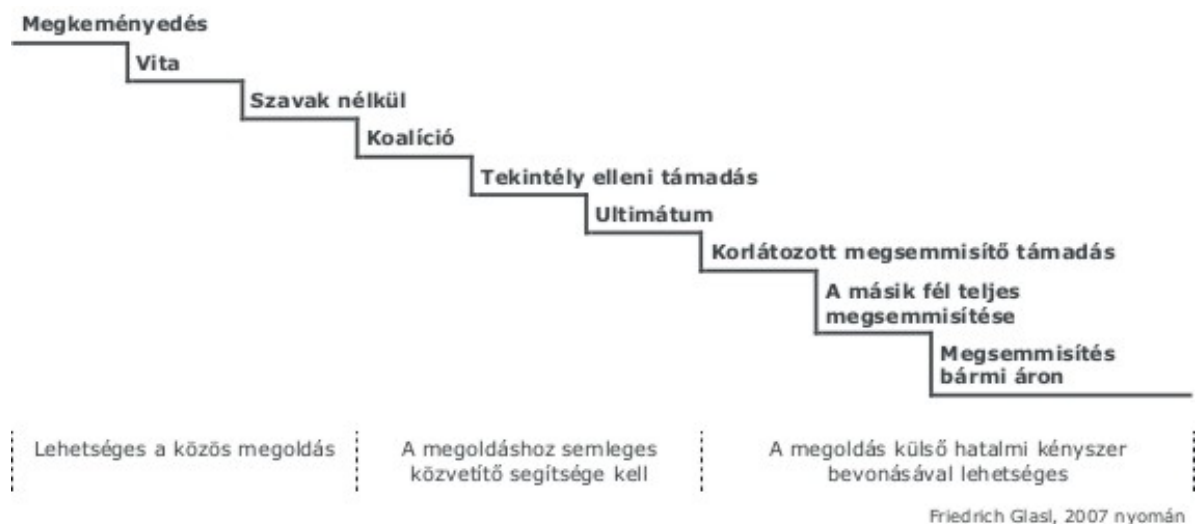 Megkeményedés
Vita
Szavak nélkül
Koalíció
Tekintély elleni támadás
Ultimátum
Korlátozott megsemmisítő támadás
A másik fél teljes
megsemmisítése
Megsemmisítés
bármi áron
Lehetséges a közös megoldás
A megoldáshoz semleges
közvetítő segítsége kell
A megoldás külső hatalmi kényszer
bevonásával lehetséges
Friedrich Glasl, 2007 nyomán